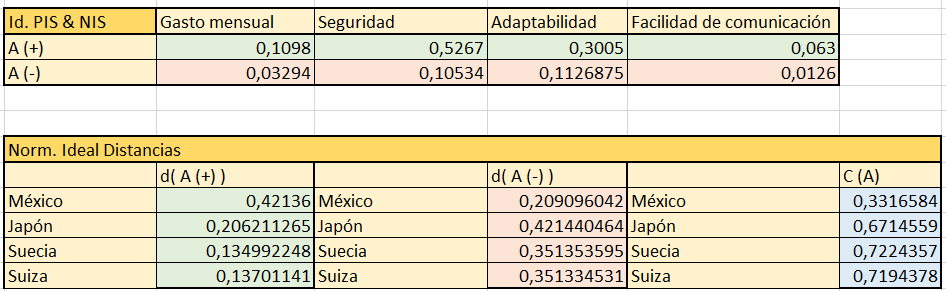 Id. PIS & NIS Gasto mensual Seguridad Adaptabilidad Facilidad de comunicación
A (+) 0,1098 0,5267 0,3005 0,063
A (-) 0,03294 0,10534 0,1126875 0,0126
Norm. Ideal Distancias
d( A (+) ) d( A (-) ) C (A)
México 0,42136 México 0,209096042 México 0,3316584
Japón 0,206211265 Japón 0,421440464 Japón 0,6714559
Suecia 0,134992248 Suecia 0,351353595 Suecia 0,7224357
Suiza 0,13701141 Suiza 0,351334531 Suiza 0,7194378